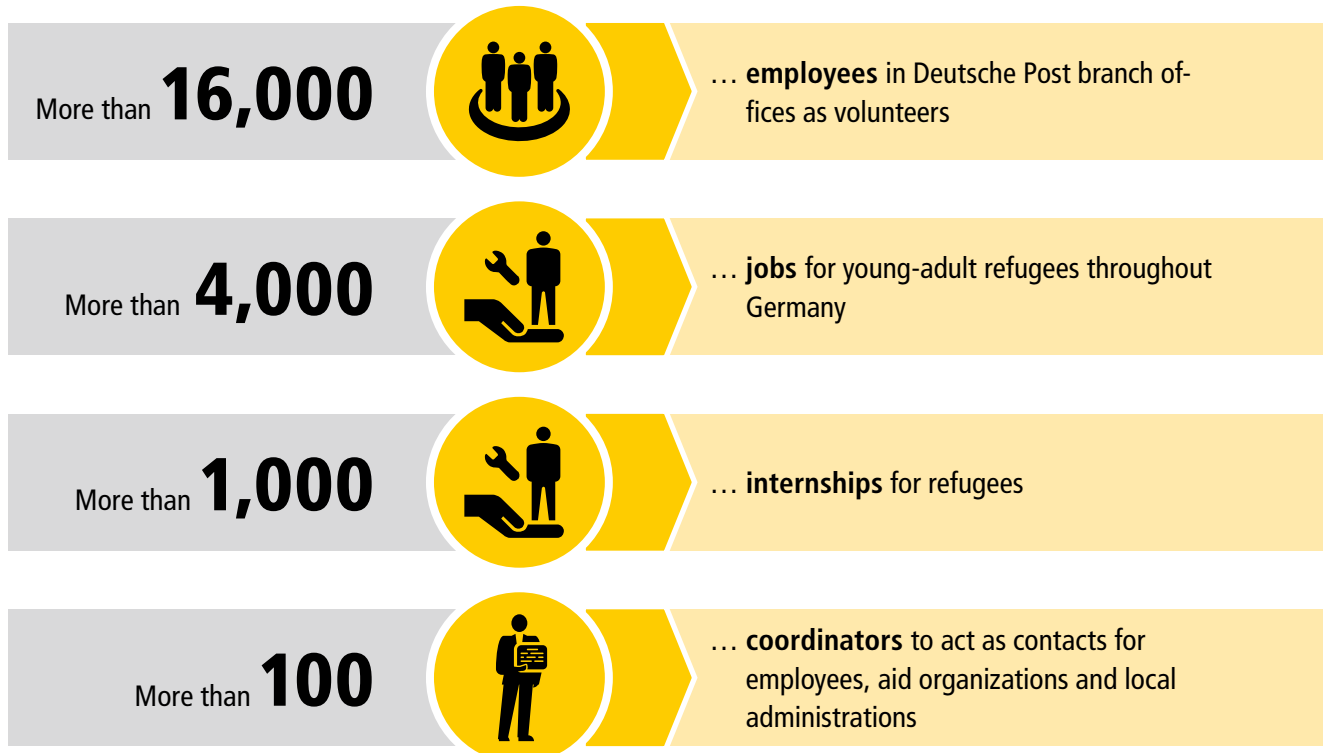 More than 16,000
… employees in Deutsche Post branch of-
fices as volunteers
More than 4,000
… jobs for young-adult refugees throughout
Germany
More than 1,000
… internships for refugees
More than 100
… coordinators to act as contacts for
employees, aid organizations and local
administrations